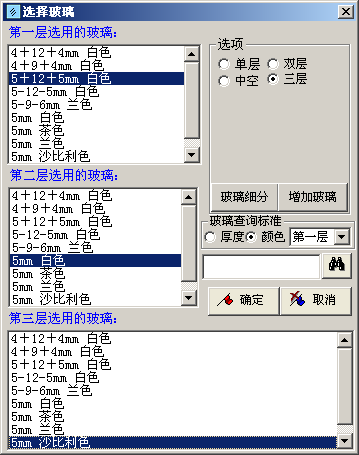 选择玻璃
第一层选用的玻璃:
4＋12＋4mm 白色
4＋9＋4mm 白色
5＋12＋5mm 白色
5-12-5mm 白色
5-9-6mm 兰色
5mm 白色
5mm 茶色
5mm 兰色
5mm 沙比利色
选项
单层 双层
中空 三层
玻璃细分 增加玻璃
第二层选用的玻璃:
4＋12＋4mm 白色
4＋9＋4mm 白色
5＋12＋5mm 白色
5-12-5mm 白色
5-9-6mm 兰色
5mm 白色
5mm 茶色
5mm 兰色
5mm 沙比利色
玻璃查询标准
厚度 颜色 第一层
确定 取消
第三层选用的玻璃:
4＋12＋4mm 白色
4＋9＋4mm 白色
5＋12＋5mm 白色
5-12-5mm 白色
5-9-6mm 兰色
5mm 白色
5mm 茶色
5mm 兰色
5mm 沙比利色